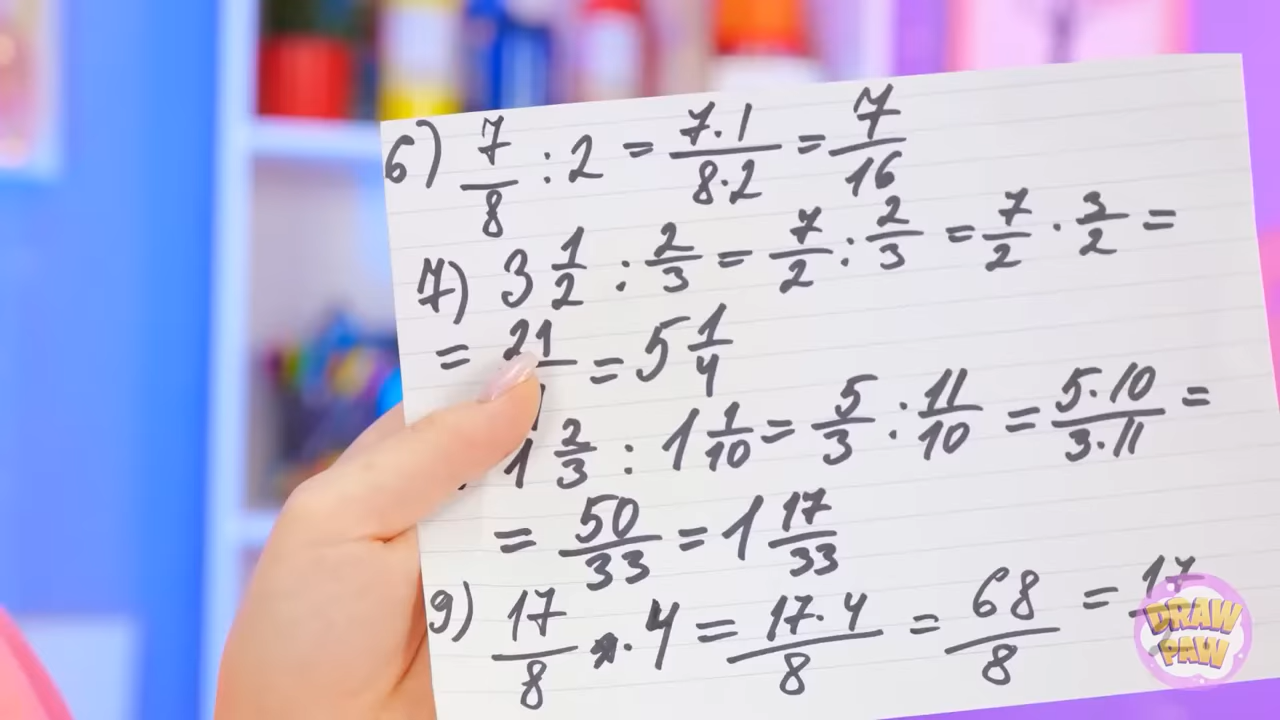 6) 7/8 : 2 = 7·1/8·2 = 7/16
7) 3 1/2 : 2/3 = 7/2 : 2/3 = 7/2 · 3/2 =
= 21/ = 5 1/4
1 2/3 : 1 1/10 = 5/3 : 11/10 = 5·10/3·11 =
= 50/33 = 1 17/33
9) 17/8 · 4 = 17·4/8 = 68/8 = 17/
DRAW
PAW